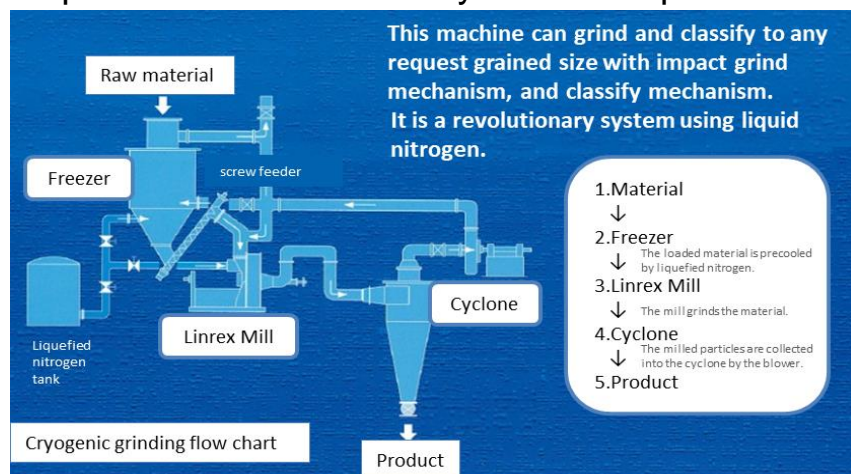 This machine can grind and classify to any
request grained size with impact grind
mechanism, and classify mechanism.
It is a revolutionary system using liquid
nitrogen.
Raw material
Freezer
screw feeder
Linrex Mill
Cyclone
Liquefied
nitrogen
tank
Product
Cryogenic grinding flow chart
1.Material
↓
2.Freezer
↓ The loaded material is precooled
by liquefied nitrogen.
3.Linrex Mill
↓ The mill grinds the material.
4.Cyclone
↓ The milled particles are collected
into the cyclone by the blower.
5.Product